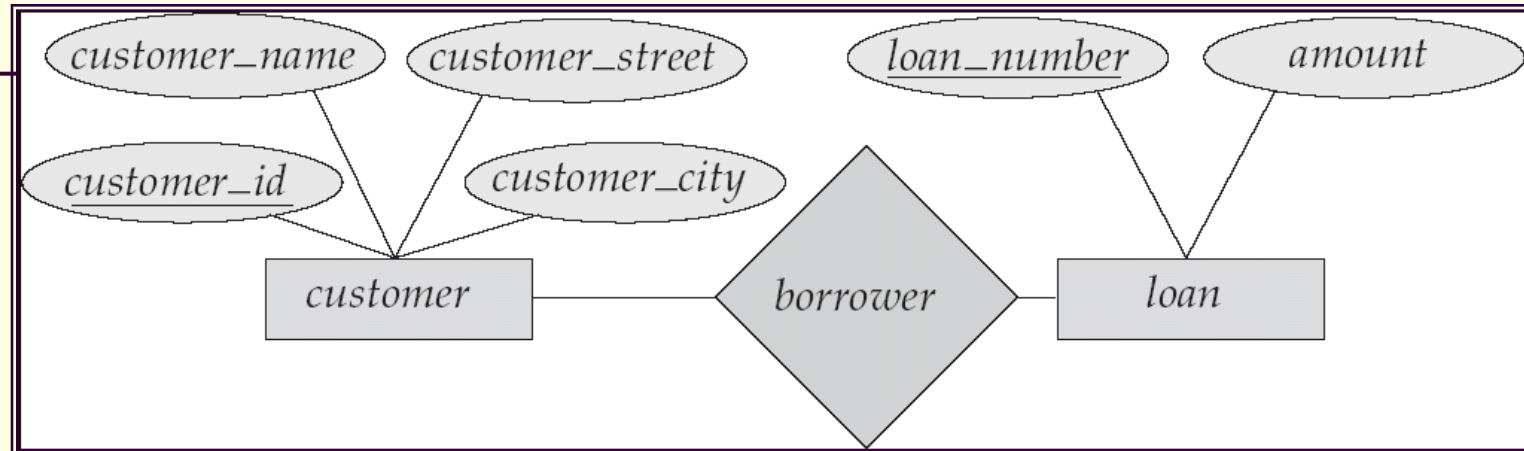 customer_name customer_street loan_number amount
customer_id customer_city
customer borrower loan